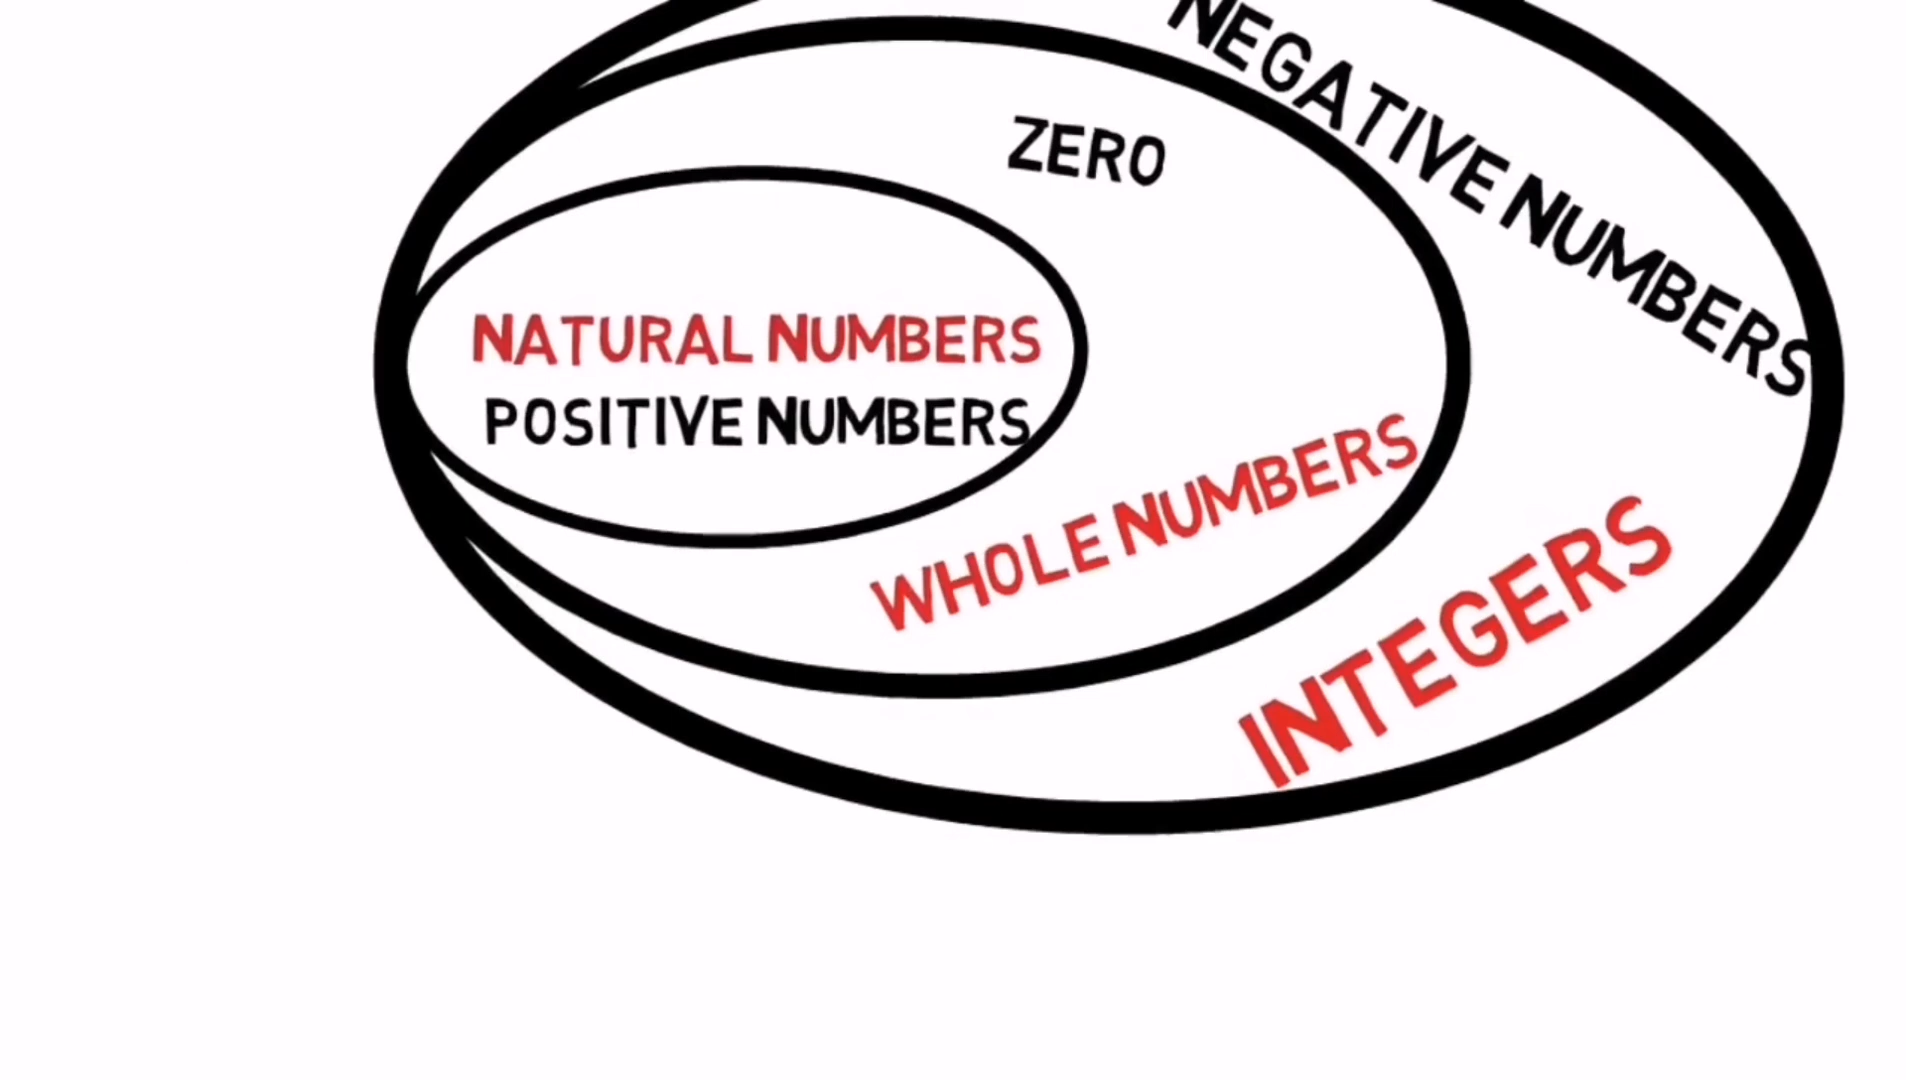 NEGATIVE NUMBERS
ZERO
NATURAL NUMBERS
POSITIVE NUMBERS
WHOLE NUMBERS
INTEGERS